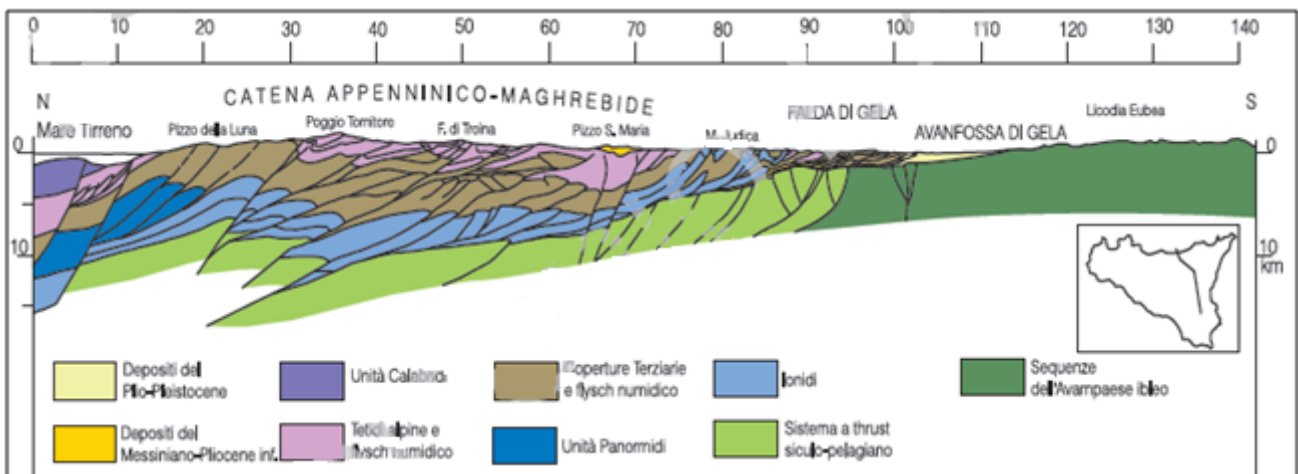 0 10 20 30 40 50 60 70 80 90 100 110 120 130 140
N
CATENA APPENNINICO-MAGHREBIDE
FALDA DI GELA
Licodia Eubea
S
Mare Tirreno
Pizzo della Luna
Poggio Tornitore
F. di Troina
Pizzo S. Maria
M. Judica
AVANFOSSA DI GELA
0
0
10
10
km
Depositi del
Plio-Pleistocene
Unità
Coperture Terziarie
e flysch numidico
Ionidi
Sequenze
dell'Avampaese ibleo
Depositi del
Messiniano-Pliocene inf.
Tetidi alpine e
flysch numidico
Unità Panormidi
Sistema a thrust
siculo-pelagiano